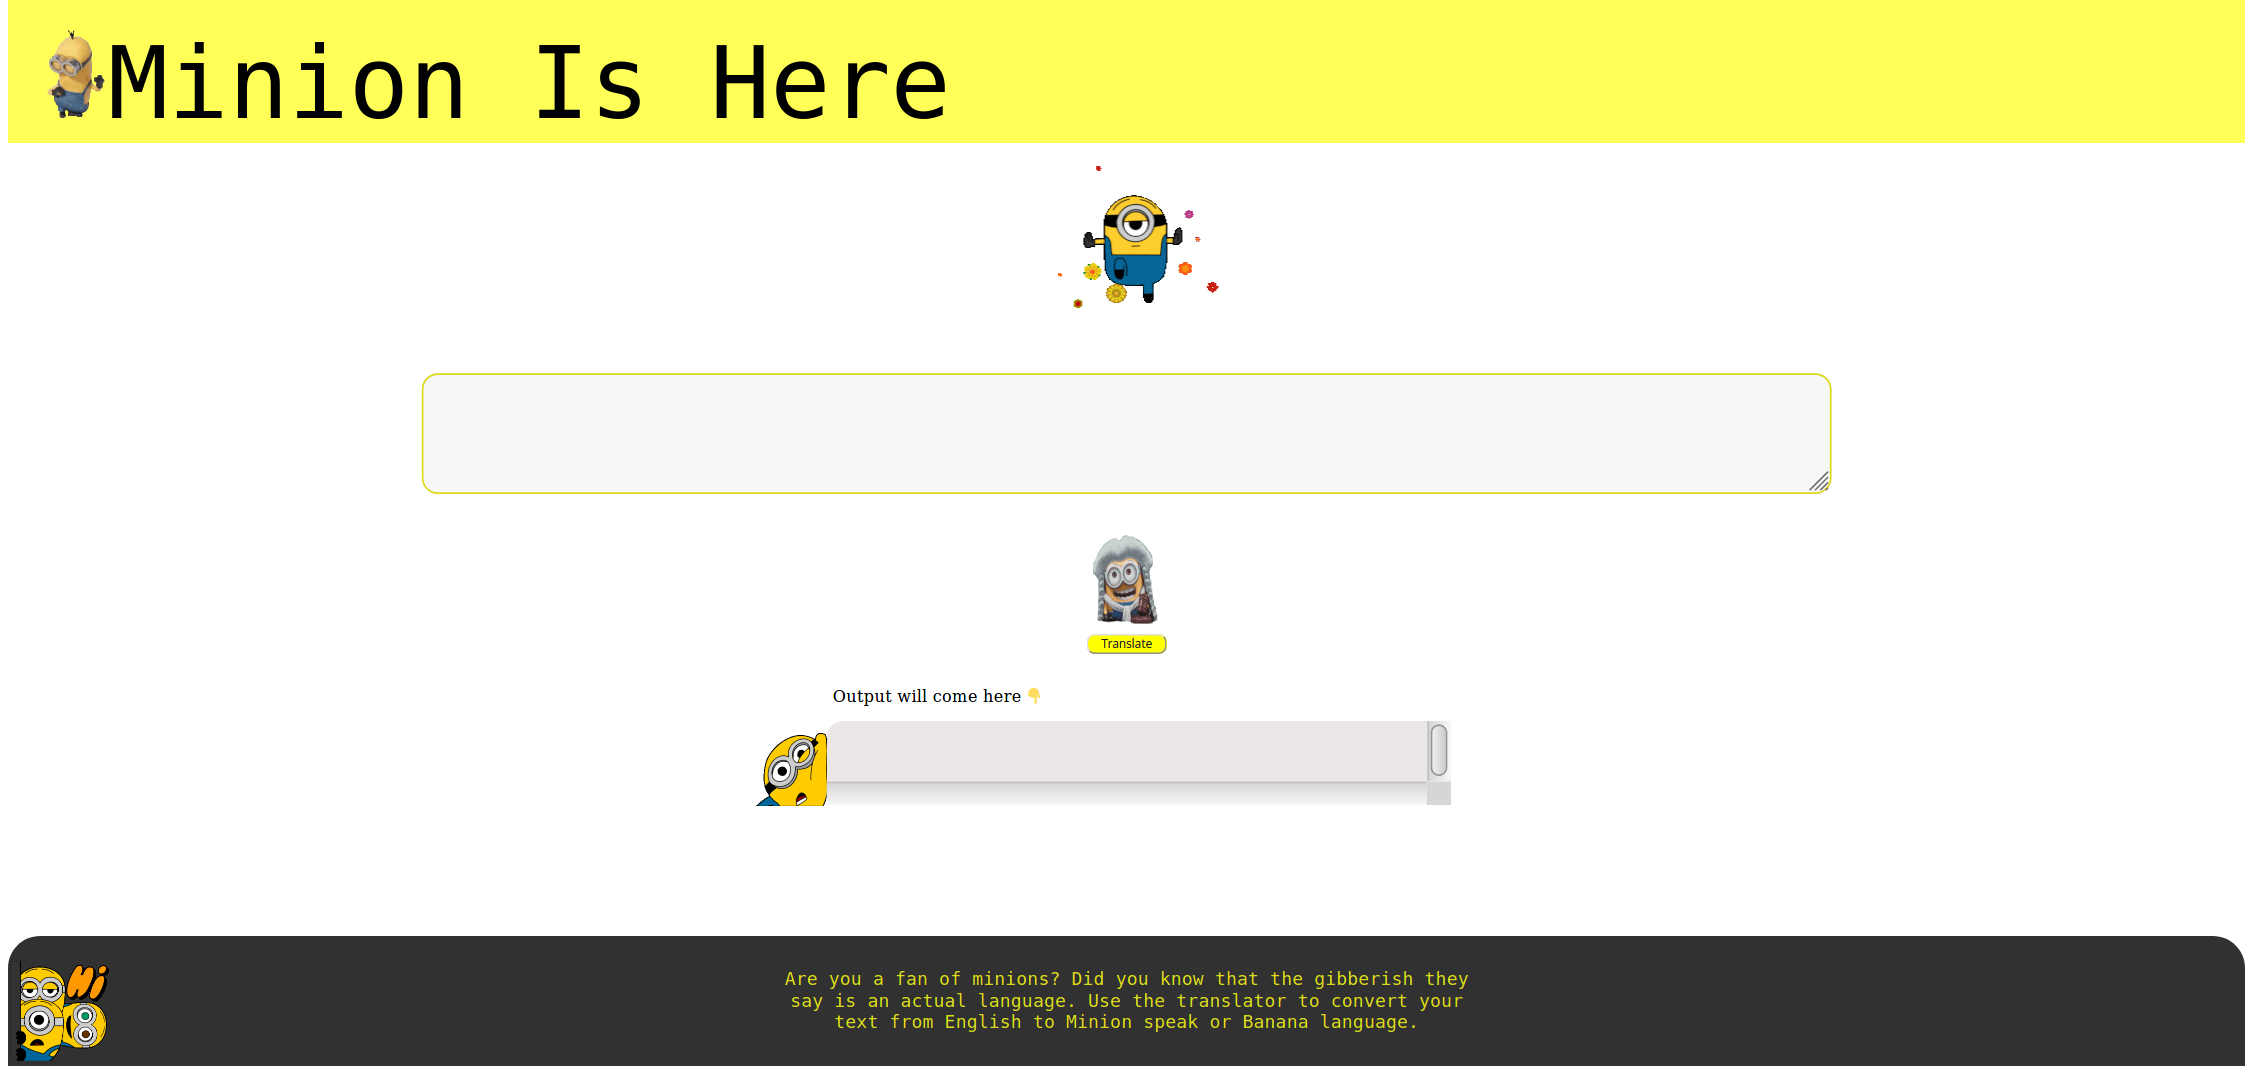 Minion Is Here
Translate
Output will come here 👇
Hi
Are you a fan of minions? Did you know that the gibberish they
say is an actual language. Use the translator to convert your
text from English to Minion speak or Banana language.